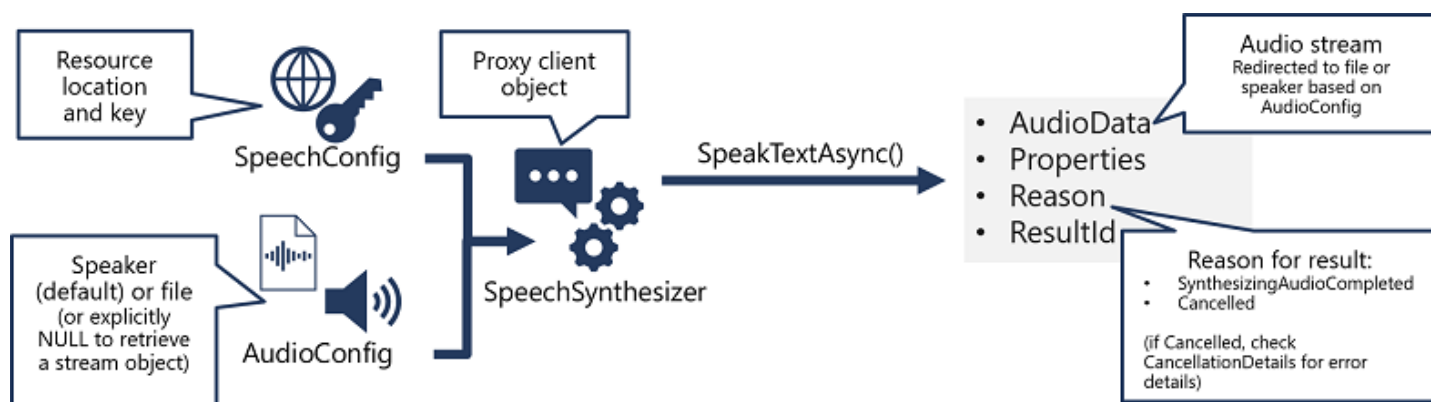 Resource
location
and key
SpeechConfig
Speaker
(default) or file
(or explicitly
NULL to retrieve
a stream object)
AudioConfig
Proxy client
object
SpeechSynthesizer
SpeakTextAsync()
• AudioData
• Properties
• Reason
• ResultId
Audio stream
Redirected to file or
speaker based on
AudioConfig
Reason for result:
• SynthesizingAudioCompleted
• Cancelled
(if Cancelled, check
CancellationDetails for error
details)